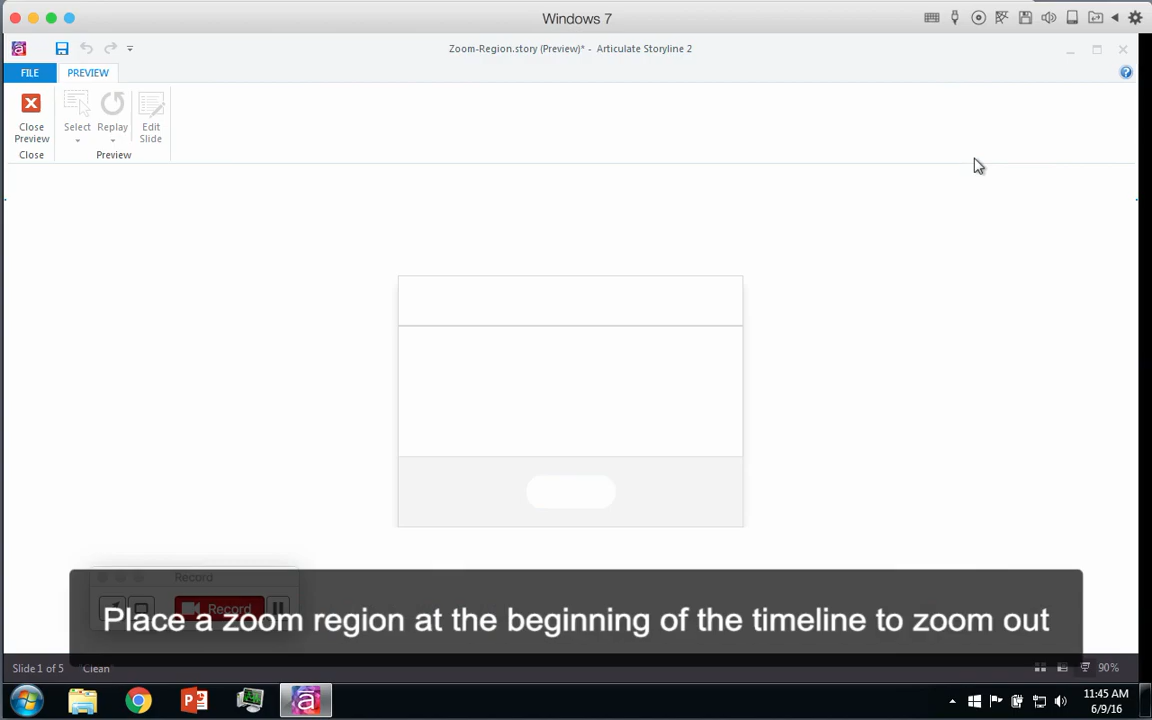 Windows 7
Zoom-Region.story (Preview)* - Articulate Storyline 2
FILE
PREVIEW
Close Preview
Select
Replay
Edit Slide
Close
Preview
Record
Record
Place a zoom region at the beginning of the timeline to zoom out
Slide 1 of 5
"Clean"
90%
11:45 AM
6/9/16